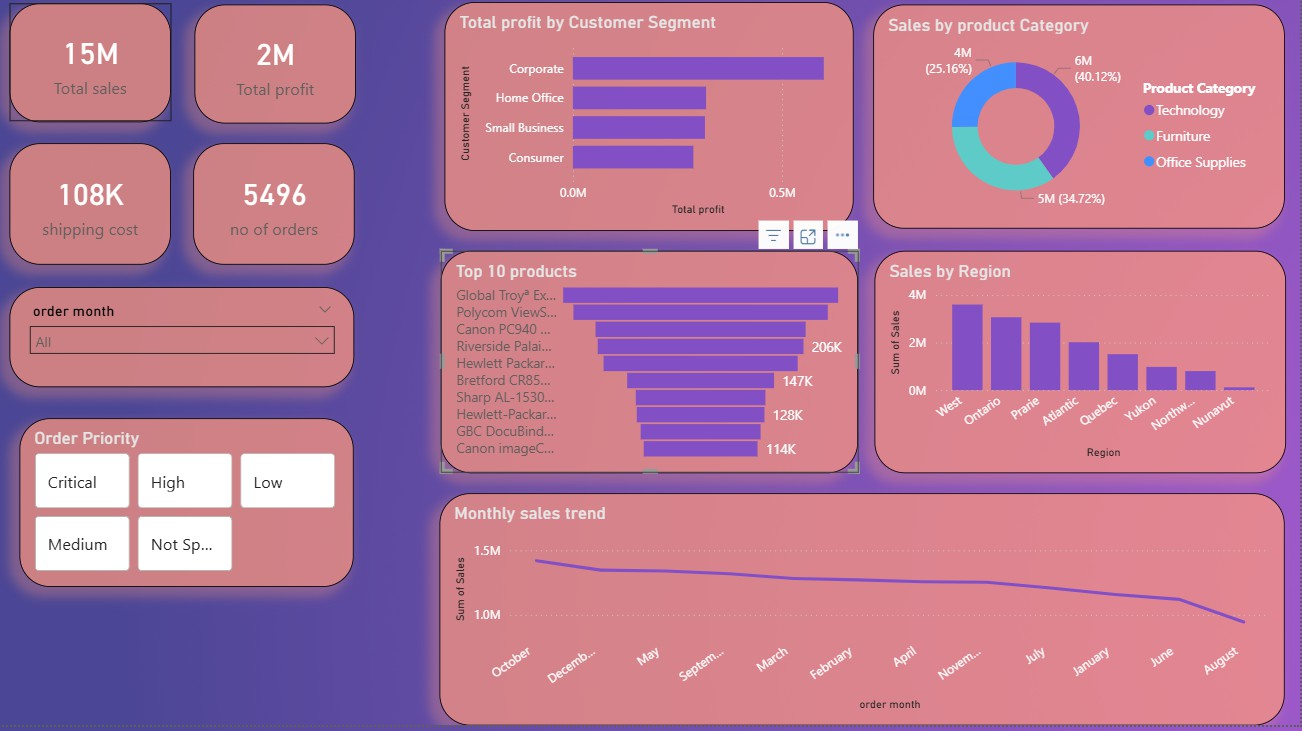 15M
Total sales
2M
Total profit
108K
shipping cost
5496
no of orders
order month
All
Order Priority
Critical
High
Low
Medium
Not Sp...
Total profit by Customer Segment
Customer Segment
Corporate
Home Office
Small Business
Consumer
0.0M
0.5M
Total profit
Sales by product Category
4M
(25.16%)
6M
(40.12%)
5M (34.72%)
Product Category
Technology
Furniture
Office Supplies
Top 10 products
Global Troyª Ex...
Polycom ViewS...
Canon PC940 ...
Riverside Palai...
206K
Hewlett Packar...
Bretford CR85...
147K
Sharp AL-1530...
Hewlett-Packar...
128K
GBC DocuBind...
Canon imageC...
114K
Sales by Region
Sum of Sales
4M
2M
0M
West
Ontario
Prarie
Atlantic
Quebec
Yukon
Northw...
Nunavut
Region
Monthly sales trend
Sum of Sales
1.5M
1.0M
October
Decemb...
May
Septem...
March
February
April
Novem...
July
January
June
August
order month